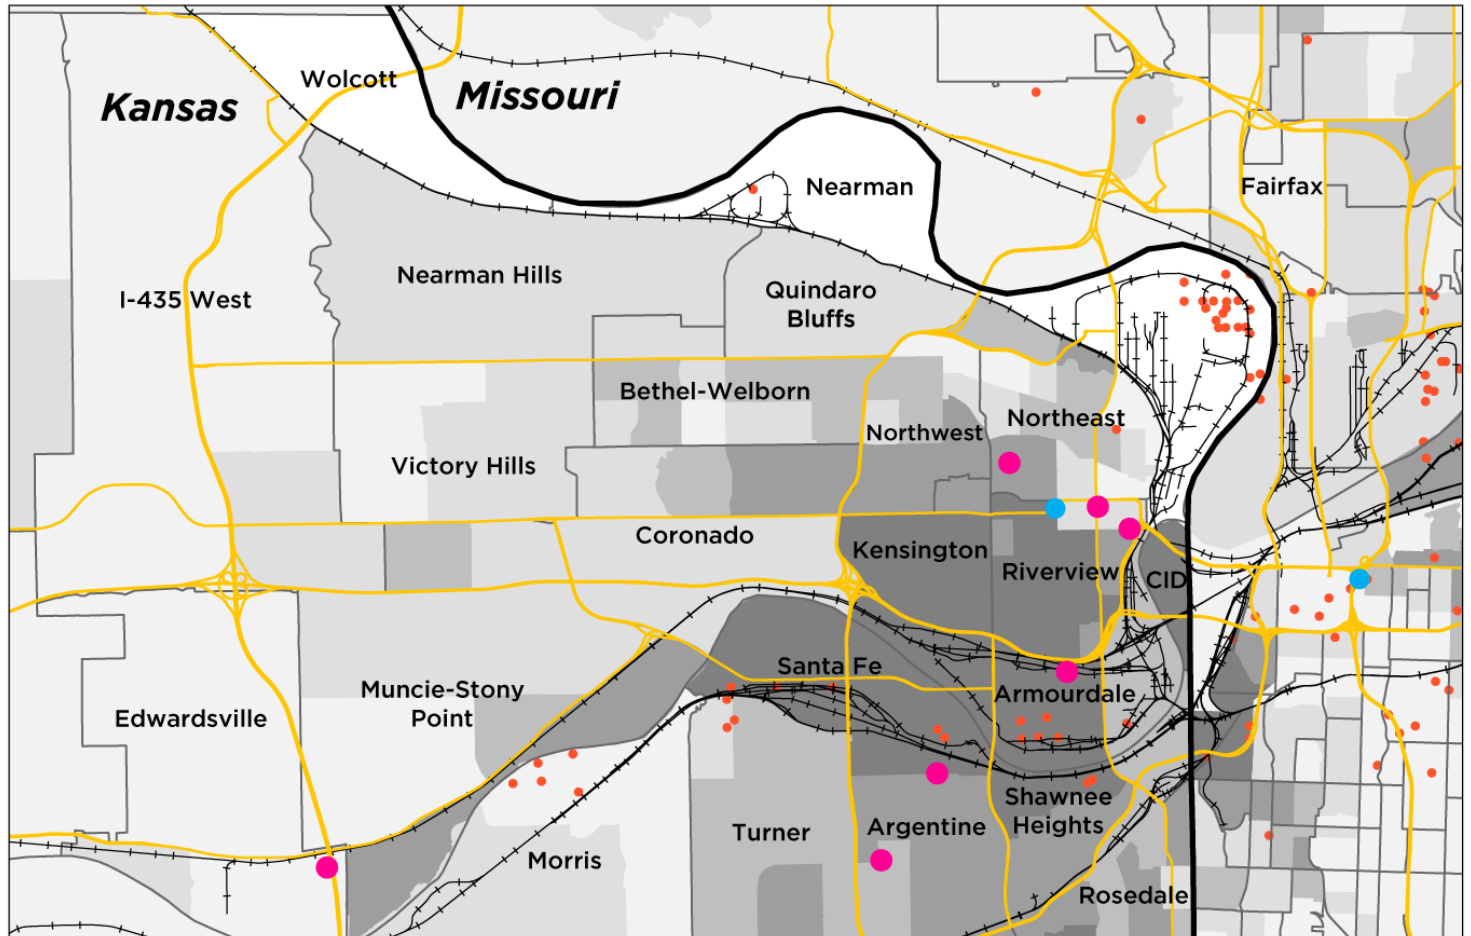 Wolcott
Kansas
Missouri
Nearman
Fairfax
Nearman Hills
I-435 West
Quindaro
Bluffs
Bethel-Welborn
Northeast
Northwest
Victory Hills
Coronado
Kensington
Riverview
CID
Santa Fe
Muncie-Stony
Point
Armourdale
Edwardsville
Shawnee
Heights
Turner
Argentine
Morris
Rosedale